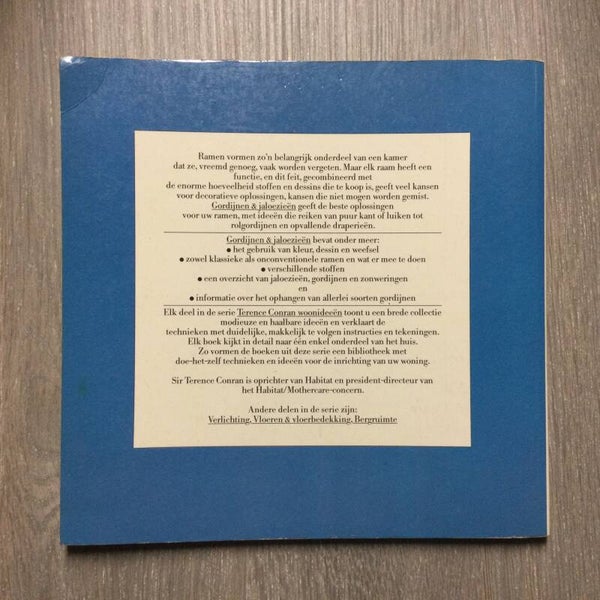 Ramen vormen zo'n belangrijk onderdeel van een kamer
dat ze, vreemd genoeg, vaak worden vergeten. Maar elk raam heeft een
functie, en dit feit, gecombineerd met
de enorme hoeveelheid stoffen en dessins die te koop is, geeft veel kansen
voor decoratieve oplossingen, kansen die niet mogen worden gemist.
Gordijnen & jaloezieën geeft de beste oplossingen
voor uw ramen, met ideeën die reiken van puur kant of luiken tot
rolgordijnen en opvallende draperieën.
Gordijnen & jaloezieën bevat onder meer:
● het gebruik van kleur, dessin en weefsel
● zowel klassieke als onconventionele ramen en wat er mee te doen
● verschillende stoffen
● een overzicht van jaloezieën, gordijnen en zonweringen
en
● informatie over het ophangen van allerlei soorten gordijnen
Elk deel in de serie Terence Conran woonideeën toont u een brede collectie
modieuze en haalbare ideeën en verklaart de
technieken met duidelijke, makkelijk te volgen instructies en tekeningen.
Elk boek kijkt in detail naar één enkel onderdeel van het huis.
Zo vormen de boeken uit deze serie een bibliotheek met
doe-het-zelf technieken en ideeën voor de inrichting van uw woning.
Sir Terence Conran is oprichter van Habitat en president-directeur van
het Habitat/Mothercare-concern.
Andere delen in de serie zijn:
Verlichting, Vloeren & vloerbedekking, Bergruimte